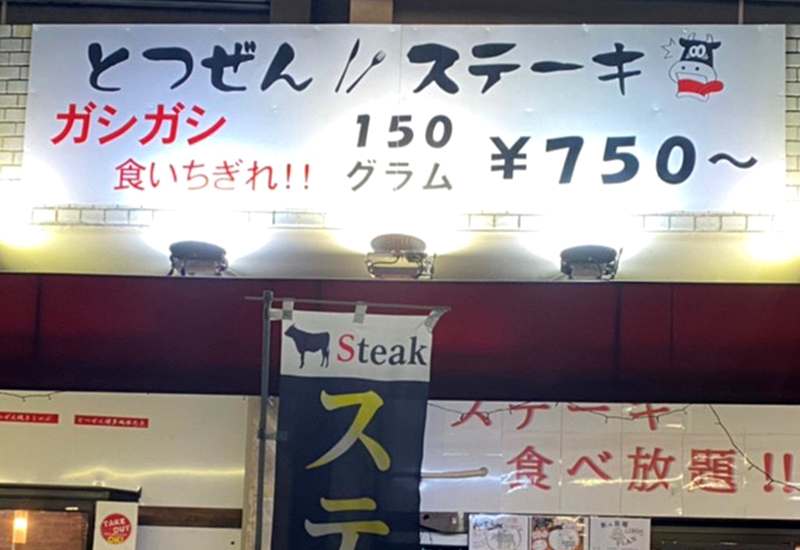 とつぜんステーキ
ガシガシ
食いちぎれ!!
150
グラム
¥750～
Steak
ステ
ステーキ
食べ放題!!
TAKE
OUT
OK!